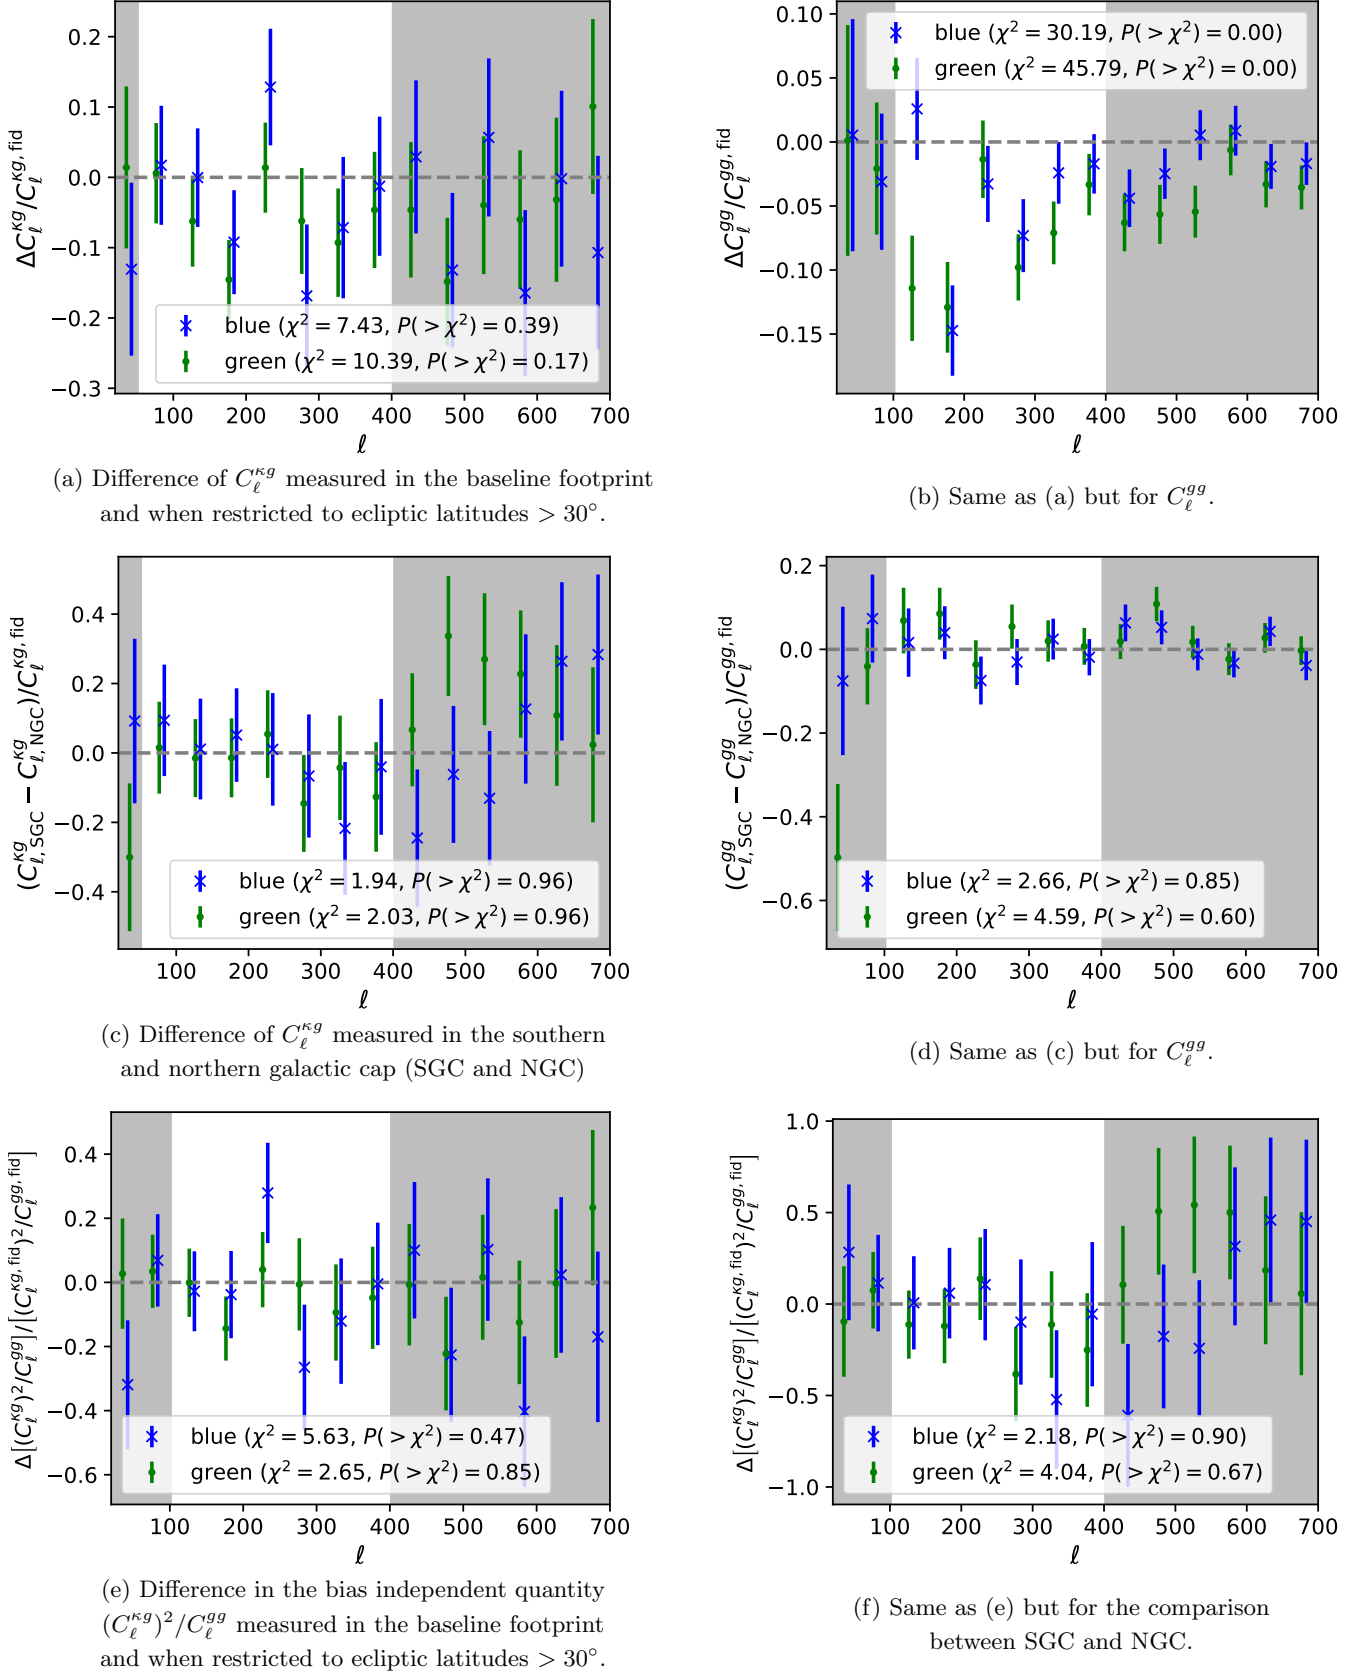 0.2
0.1
0.0
−0.1
−0.2
−0.3
ΔC_ℓ^{κg}/C_ℓ^{κg, fid}
blue (χ² = 7.43, P( > χ²) = 0.39)
green (χ² = 10.39, P( > χ²) = 0.17)
100 200 300 400 500 600 700
ℓ
(a) Difference of C_ℓ^{κg} measured in the baseline footprint
and when restricted to ecliptic latitudes > 30°.
0.10
0.05
0.00
−0.05
−0.10
−0.15
ΔC_ℓ^{gg}/C_ℓ^{gg, fid}
blue (χ² = 30.19, P( > χ²) = 0.00)
green (χ² = 45.79, P( > χ²) = 0.00)
100 200 300 400 500 600 700
ℓ
(b) Same as (a) but for C_ℓ^{gg}.
0.4
0.2
0.0
−0.2
−0.4
(C_{ℓ, SGC}^{κg} − C_{ℓ, NGC}^{κg})/C_ℓ^{κg, fid}
blue (χ² = 1.94, P( > χ²) = 0.96)
green (χ² = 2.03, P( > χ²) = 0.96)
100 200 300 400 500 600 700
ℓ
(c) Difference of C_ℓ^{κg} measured in the southern
and northern galactic cap (SGC and NGC)
0.2
0.0
−0.2
−0.4
−0.6
(C_{ℓ, SGC}^{gg} − C_{ℓ, NGC}^{gg})/C_ℓ^{gg, fid}
blue (χ² = 2.66, P( > χ²) = 0.85)
green (χ² = 4.59, P( > χ²) = 0.60)
100 200 300 400 500 600 700
ℓ
(d) Same as (c) but for C_ℓ^{gg}.
0.4
0.2
0.0
−0.2
−0.4
−0.6
Δ[(C_ℓ^{κg})²/C_ℓ^{gg}]/[(C_ℓ^{κg, fid})²/C_ℓ^{gg, fid}]
blue (χ² = 5.63, P( > χ²) = 0.47)
green (χ² = 2.65, P( > χ²) = 0.85)
100 200 300 400 500 600 700
ℓ
(e) Difference in the bias independent quantity
(C_ℓ^{κg})²/C_ℓ^{gg} measured in the baseline footprint
and when restricted to ecliptic latitudes > 30°.
1.0
0.5
0.0
−0.5
−1.0
Δ[(C_ℓ^{κg})²/C_ℓ^{gg}]/[(C_ℓ^{κg, fid})²/C_ℓ^{gg, fid}]
blue (χ² = 2.18, P( > χ²) = 0.90)
green (χ² = 4.04, P( > χ²) = 0.67)
100 200 300 400 500 600 700
ℓ
(f) Same as (e) but for the comparison
between SGC and NGC.